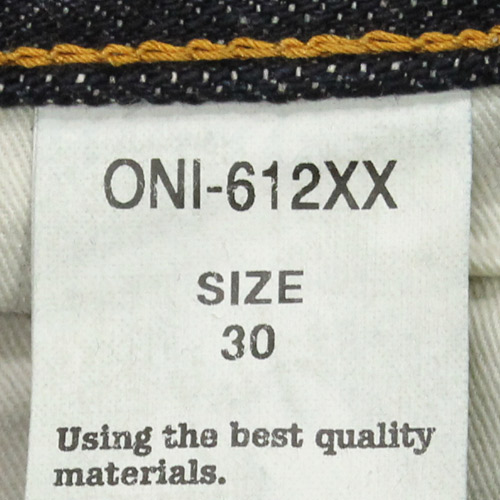 ONI-612XX
SIZE
30
Using the best quality
materials.